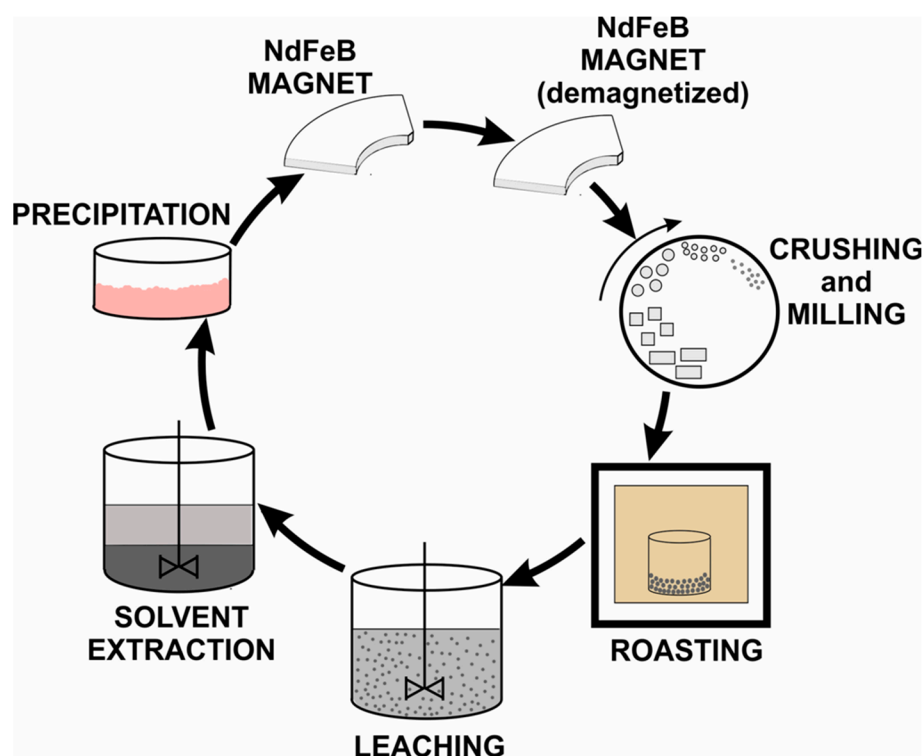 NdFeB
MAGNET
NdFeB
MAGNET
(demagnetized)
CRUSHING
and
MILLING
ROASTING
LEACHING
SOLVENT
EXTRACTION
PRECIPITATION